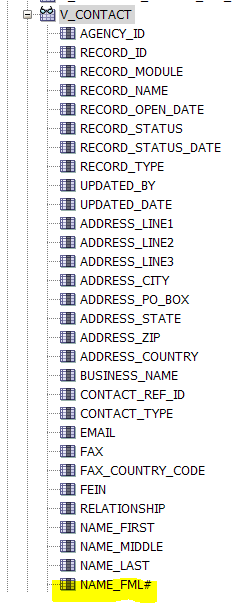 V_CONTACT
AGENCY_ID
RECORD_ID
RECORD_MODULE
RECORD_NAME
RECORD_OPEN_DATE
RECORD_STATUS
RECORD_STATUS_DATE
RECORD_TYPE
UPDATED_BY
UPDATED_DATE
ADDRESS_LINE1
ADDRESS_LINE2
ADDRESS_LINE3
ADDRESS_CITY
ADDRESS_PO_BOX
ADDRESS_STATE
ADDRESS_ZIP
ADDRESS_COUNTRY
BUSINESS_NAME
CONTACT_REF_ID
CONTACT_TYPE
EMAIL
FAX
FAX_COUNTRY_CODE
FEIN
RELATIONSHIP
NAME_FIRST
NAME_MIDDLE
NAME_LAST
NAME_FML#